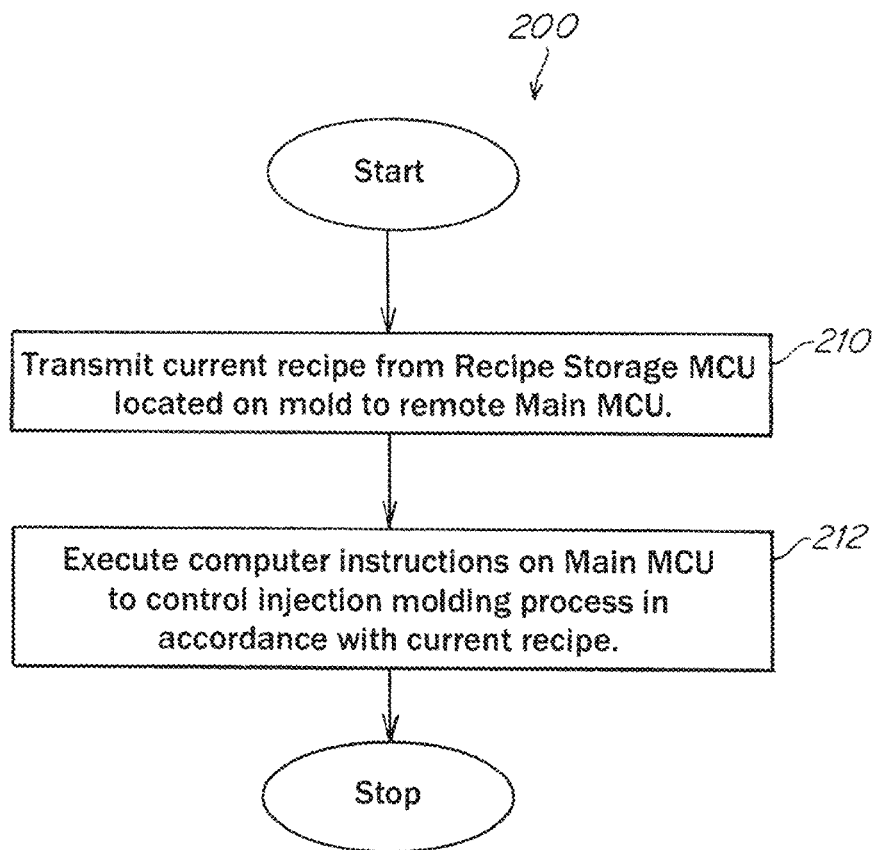 200
Start
210
Transmit current recipe from Recipe Storage MCU
located on mold to remote Main MCU.
212
Execute computer instructions on Main MCU
to control injection molding process in
accordance with current recipe.
Stop